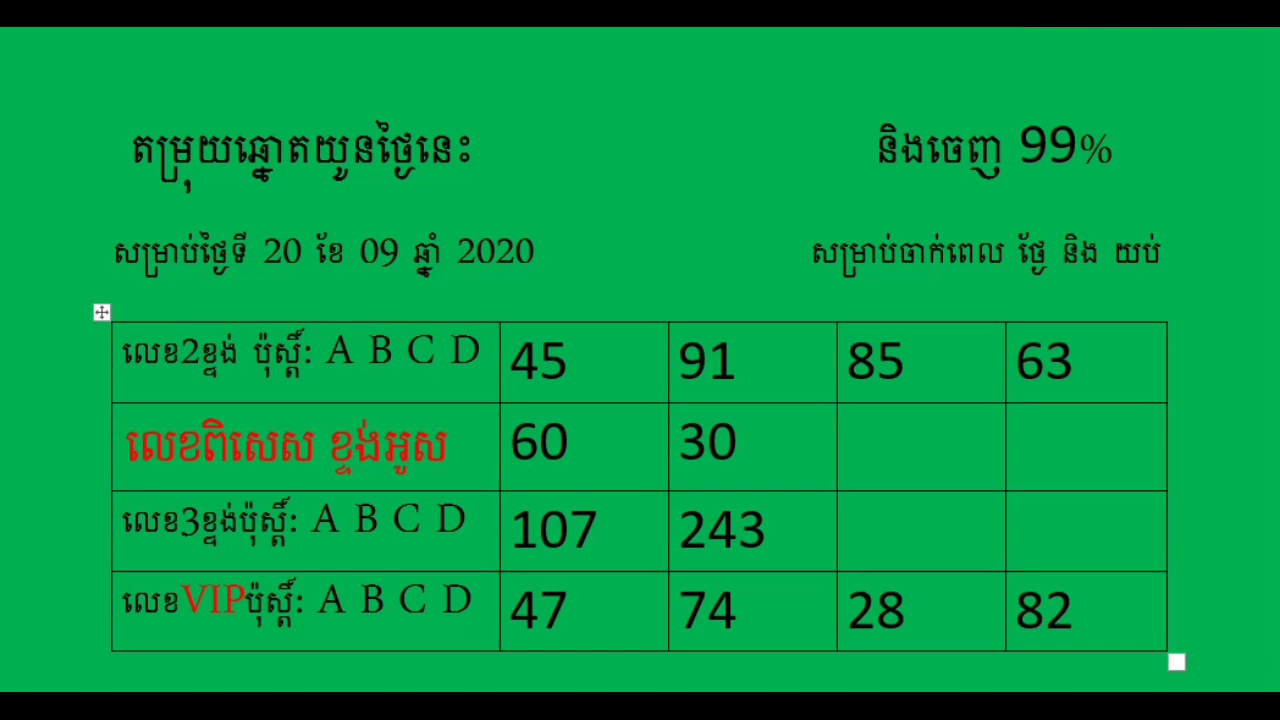 តម្រុយឆ្នោតយួនថ្ងៃនេះ និងចេញ 99%
សម្រាប់ថ្ងៃទី 20 ខែ 09 ឆ្នាំ 2020 សម្រាប់ចាក់ពេល ថ្ងៃ និង យប់
លេខ2ខ្ទង់ ប៉ុស្តិ៍: A B C D 45 91 85 63
លេខពិសេស ខ្ទង់អូស 60 30
លេខ3ខ្ទង់ប៉ុស្តិ៍: A B C D 107 243
លេខVIPប៉ុស្តិ៍: A B C D 47 74 28 82